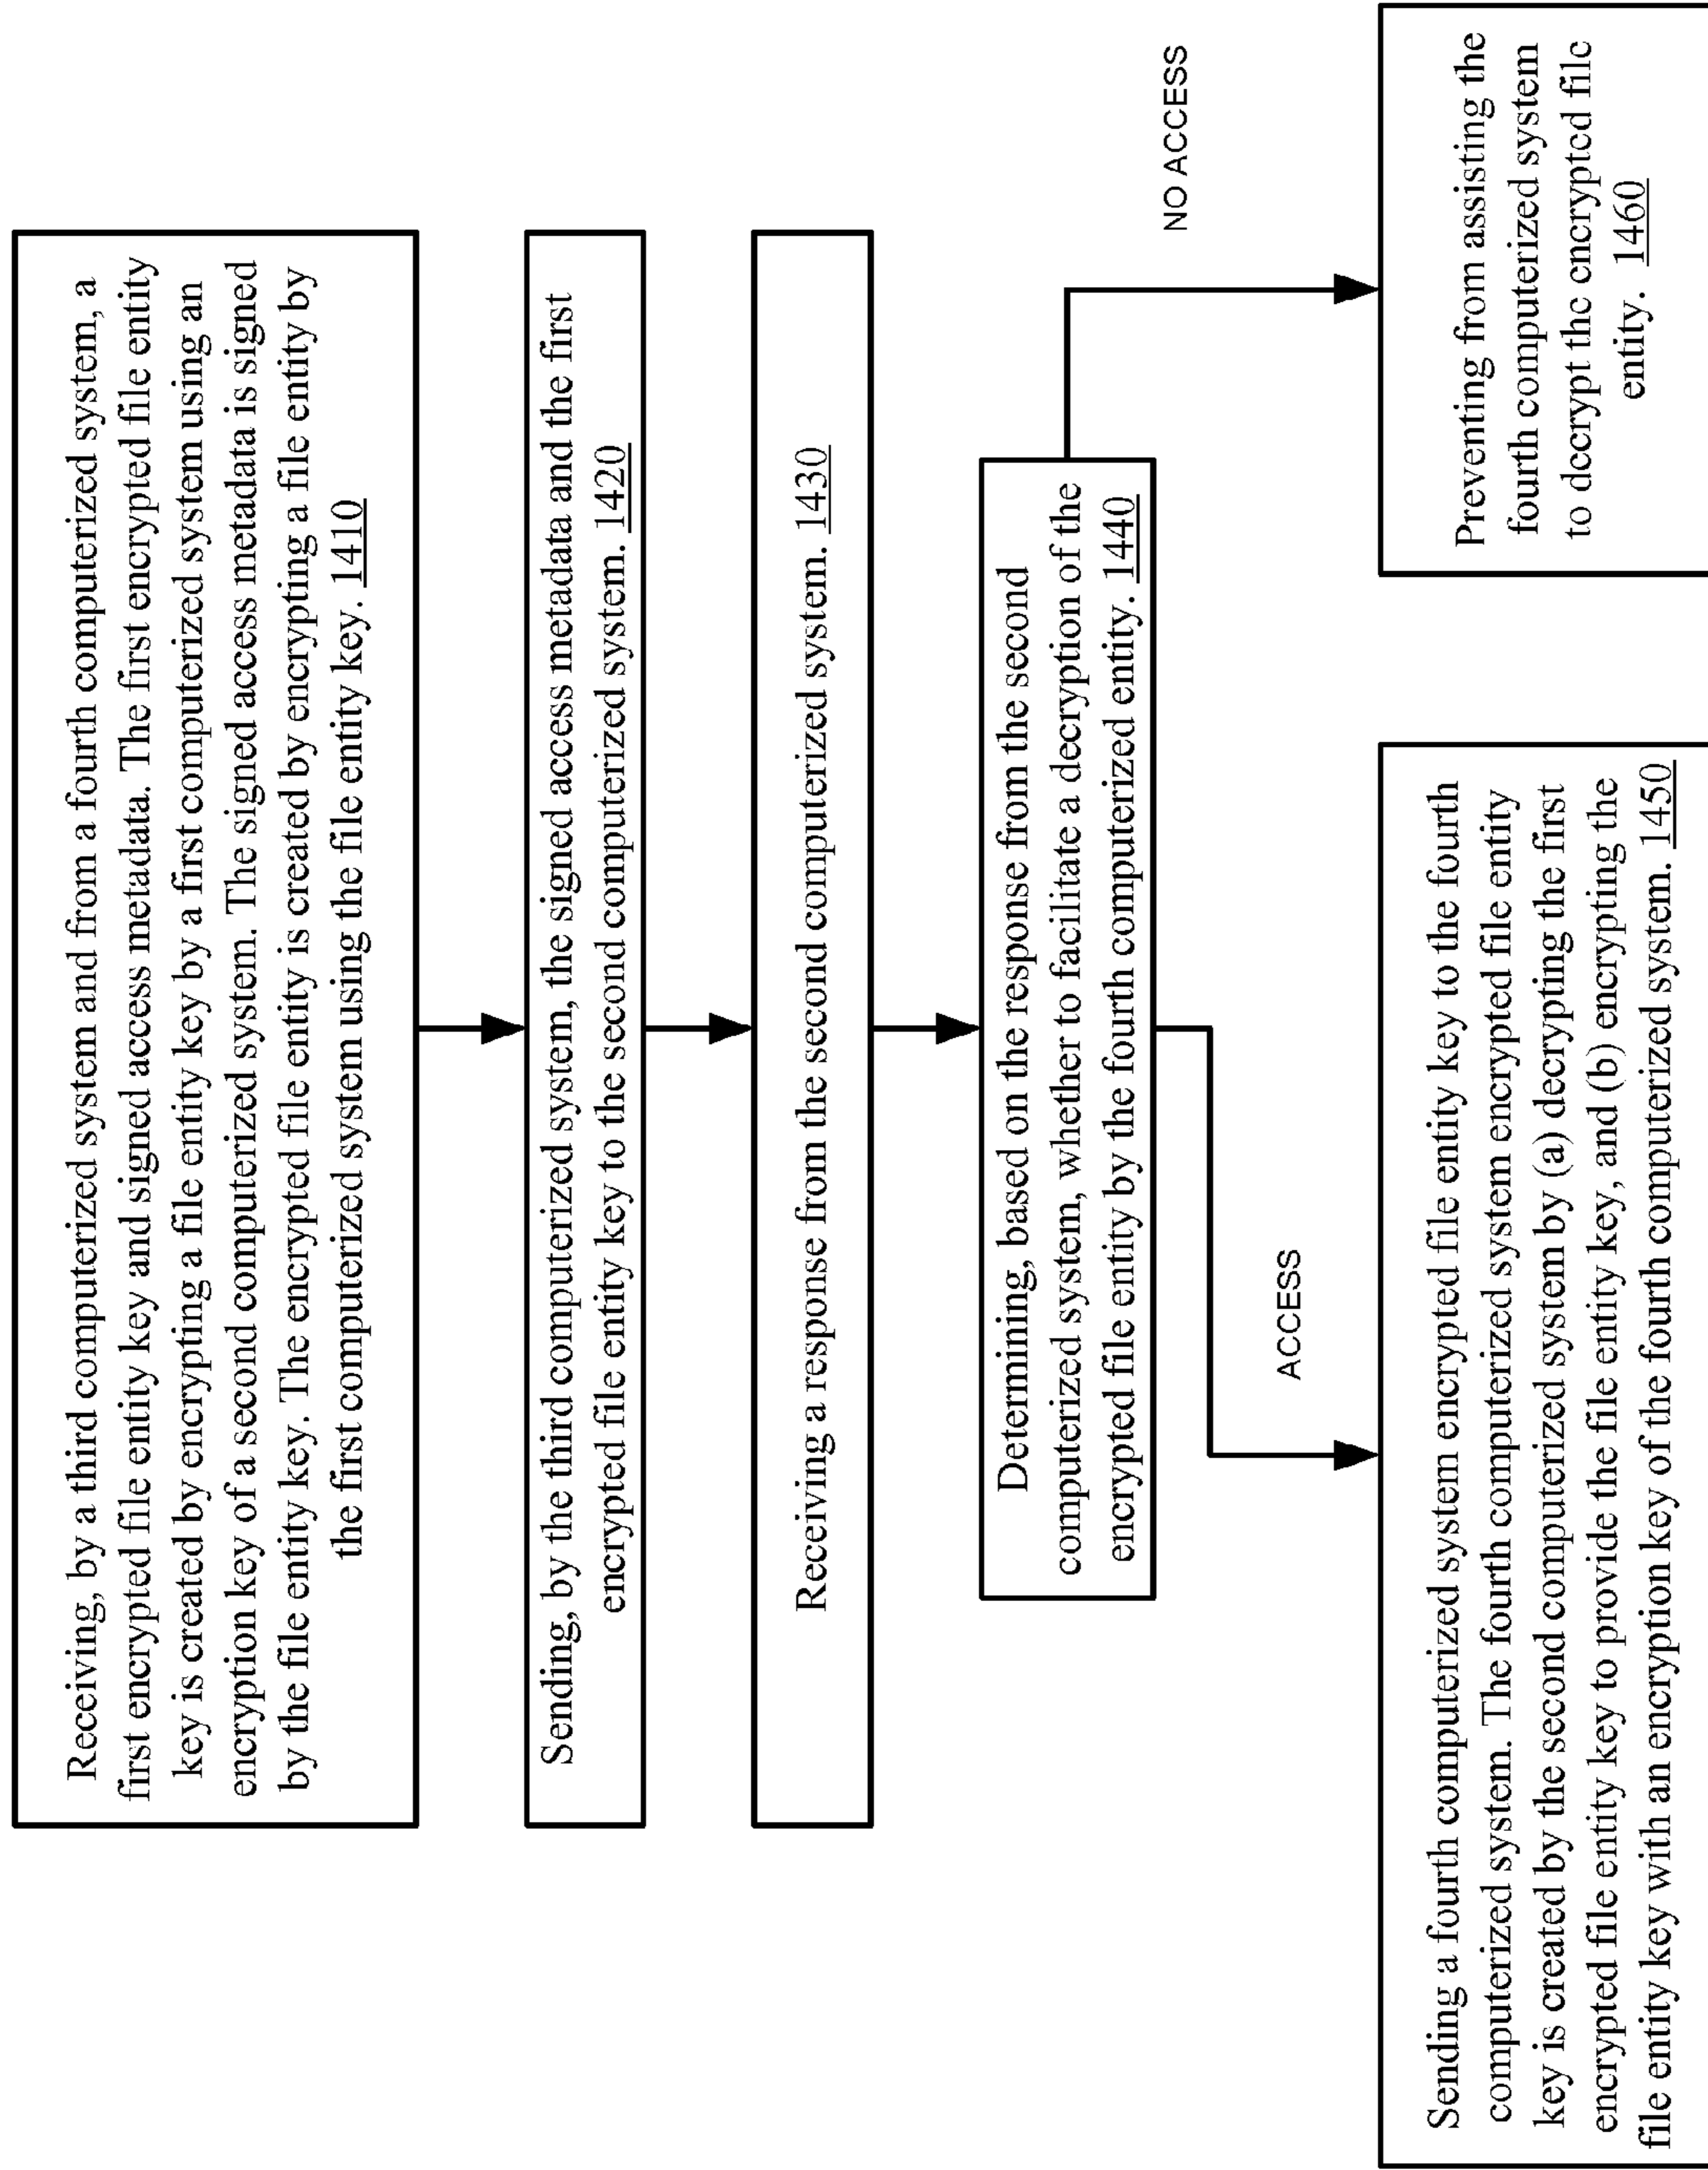 Receiving, by a third computerized system and from a fourth computerized system, a
first encrypted file entity key and signed access metadata. The first encrypted file entity
key is created by encrypting a file entity key by a first computerized system using an
encryption key of a second computerized system. The signed access metadata is signed
by the file entity key. The encrypted file entity is created by encrypting a file entity by
the first computerized system using the file entity key. 1410
Sending, by the third computerized system, the signed access metadata and the first
encrypted file entity key to the second computerized system. 1420
Receiving a response from the second computerized system. 1430
Determining, based on the response from the second
computerized system, whether to facilitate a decryption of the
encrypted file entity by the fourth computerized entity. 1440
ACCESS
NO ACCESS
Sending a fourth computerized system encrypted file entity key to the fourth
computerized system. The fourth computerized system encrypted file entity
key is created by the second computerized system by (a) decrypting the first
encrypted file entity key to provide the file entity key, and (b) encrypting the
file entity key with an encryption key of the fourth computerized system. 1450
Preventing from assisting the
fourth computerized system
to decrypt the encrypted file
entity. 1460